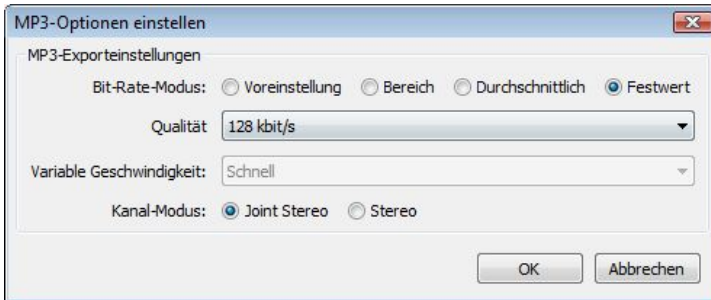 MP3-Optionen einstellen
MP3-Exporteinstellungen
Bit-Rate-Modus: Voreinstellung Bereich Durchschnittlich Festwert
Qualität 128 kbit/s
Variable Geschwindigkeit: Schnell
Kanal-Modus: Joint Stereo Stereo
OK Abbrechen